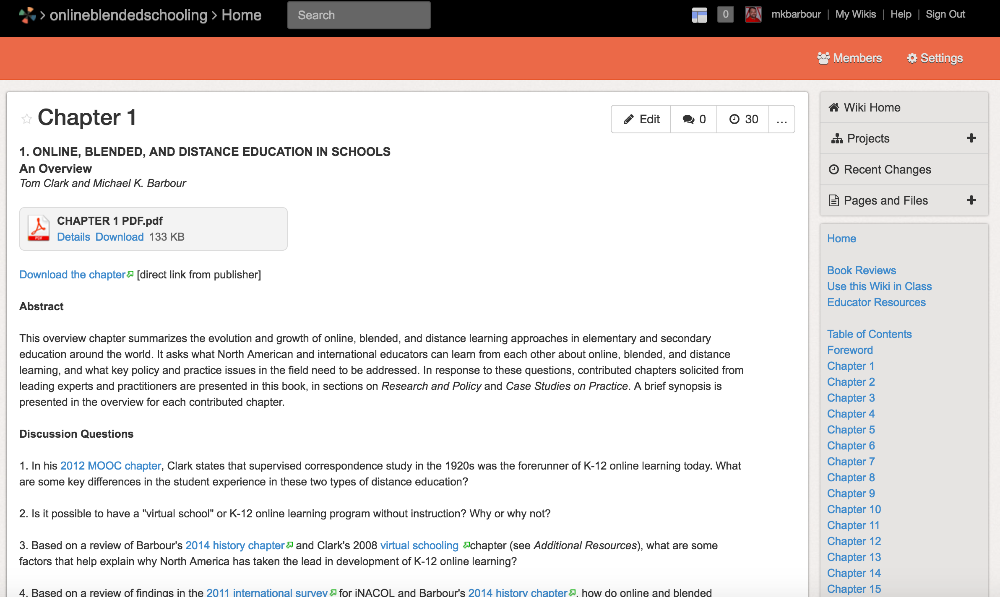 > onlineblendedschooling > Home
Search
0
mkbarbour | My Wikis | Help | Sign Out
Members
Settings
Chapter 1
Edit
0
30
...
1. ONLINE, BLENDED, AND DISTANCE EDUCATION IN SCHOOLS
An Overview
Tom Clark and Michael K. Barbour
PDF
CHAPTER 1 PDF.pdf
Details Download 133 KB
Download the chapter [direct link from publisher]
Abstract
This overview chapter summarizes the evolution and growth of online, blended, and distance learning approaches in elementary and secondary
education around the world. It asks what North American and international educators can learn from each other about online, blended, and distance
learning, and what key policy and practice issues in the field need to be addressed. In response to these questions, contributed chapters solicited from
leading experts and practitioners are presented in this book, in sections on Research and Policy and Case Studies on Practice. A brief synopsis is
presented in the overview for each contributed chapter.
Discussion Questions
1. In his 2012 MOOC chapter, Clark states that supervised correspondence study in the 1920s was the forerunner of K-12 online learning today. What
are some key differences in the student experience in these two types of distance education?
2. Is it possible to have a "virtual school" or K-12 online learning program without instruction? Why or why not?
3. Based on a review of Barbour's 2014 history chapter and Clark's 2008 virtual schooling chapter (see Additional Resources), what are some
factors that help explain why North America has taken the lead in development of K-12 online learning?
4. Based on a review of findings in the 2011 international survey for iNACOL and Barbour's 2014 history chapter, how do online and blended
Wiki Home
Projects
Recent Changes
Pages and Files
Home
Book Reviews
Use this Wiki in Class
Educator Resources
Table of Contents
Foreword
Chapter 1
Chapter 2
Chapter 3
Chapter 4
Chapter 5
Chapter 6
Chapter 7
Chapter 8
Chapter 9
Chapter 10
Chapter 11
Chapter 12
Chapter 13
Chapter 14
Chapter 15